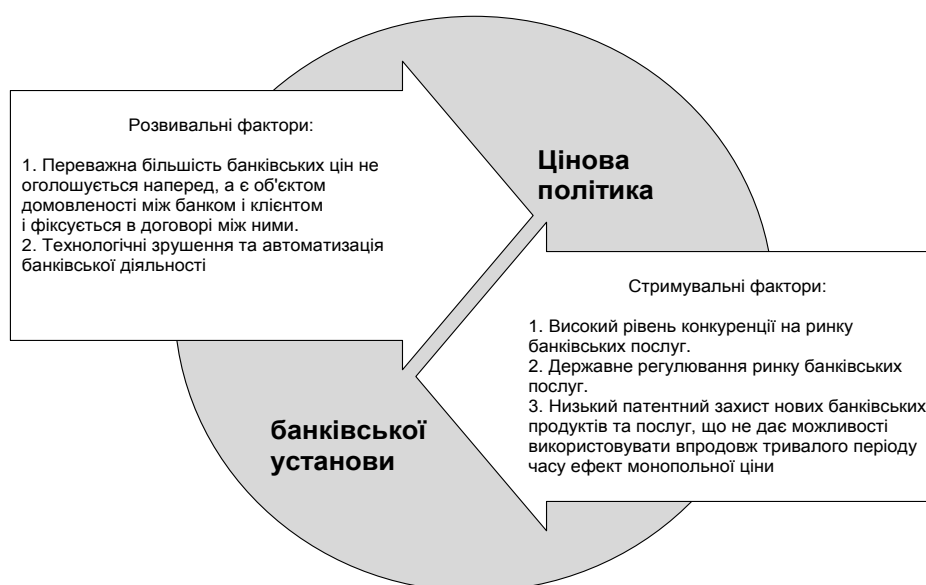 Розвивальні фактори:
1. Переважна більшість банківських цін не
оголошується наперед, а є об'єктом
домовленості між банком і клієнтом
і фіксується в договорі між ними.
2. Технологічні зрушення та автоматизація
банківської діяльності
Цінова
політика
Стримувальні фактори:
1. Високий рівень конкуренції на ринку
банківських послуг.
2. Державне регулювання ринку банківських
послуг.
3. Низький патентний захист нових банківських
продуктів та послуг, що не дає можливості
використовувати впродовж тривалого періоду
часу ефект монопольної ціни
банківської
установи